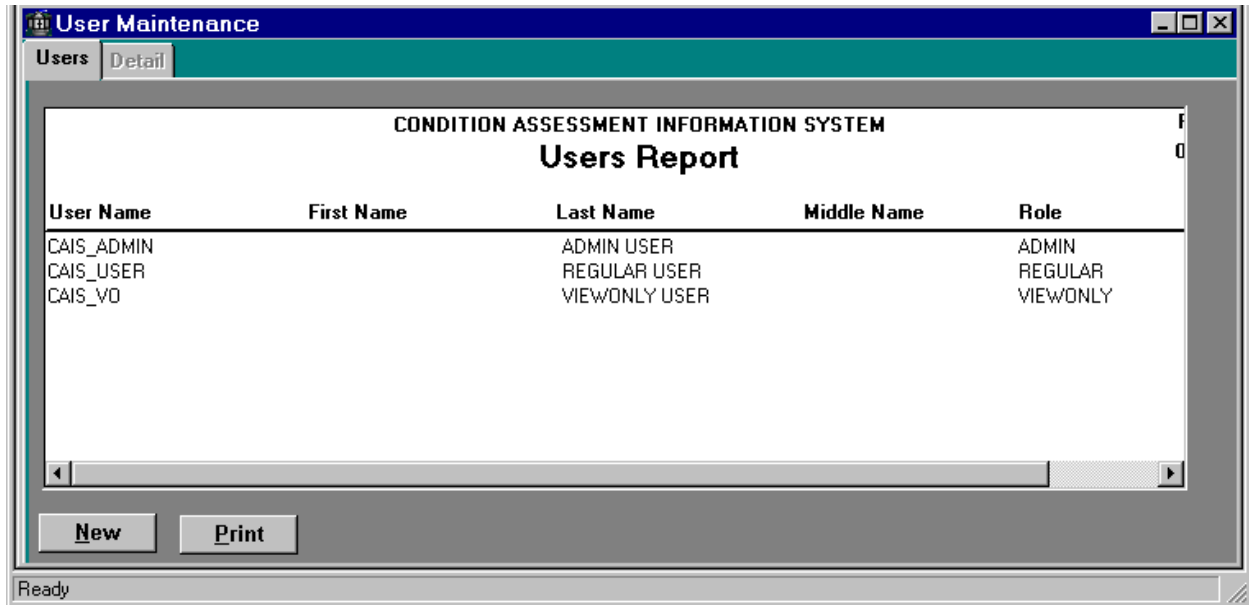 User Maintenance
Users Detail
CONDITION ASSESSMENT INFORMATION SYSTEM
Users Report
User Name First Name Last Name Middle Name Role
CAIS_ADMIN ADMIN USER ADMIN
CAIS_USER REGULAR USER REGULAR
CAIS_VO VIEWONLY USER VIEWONLY
New Print
Ready